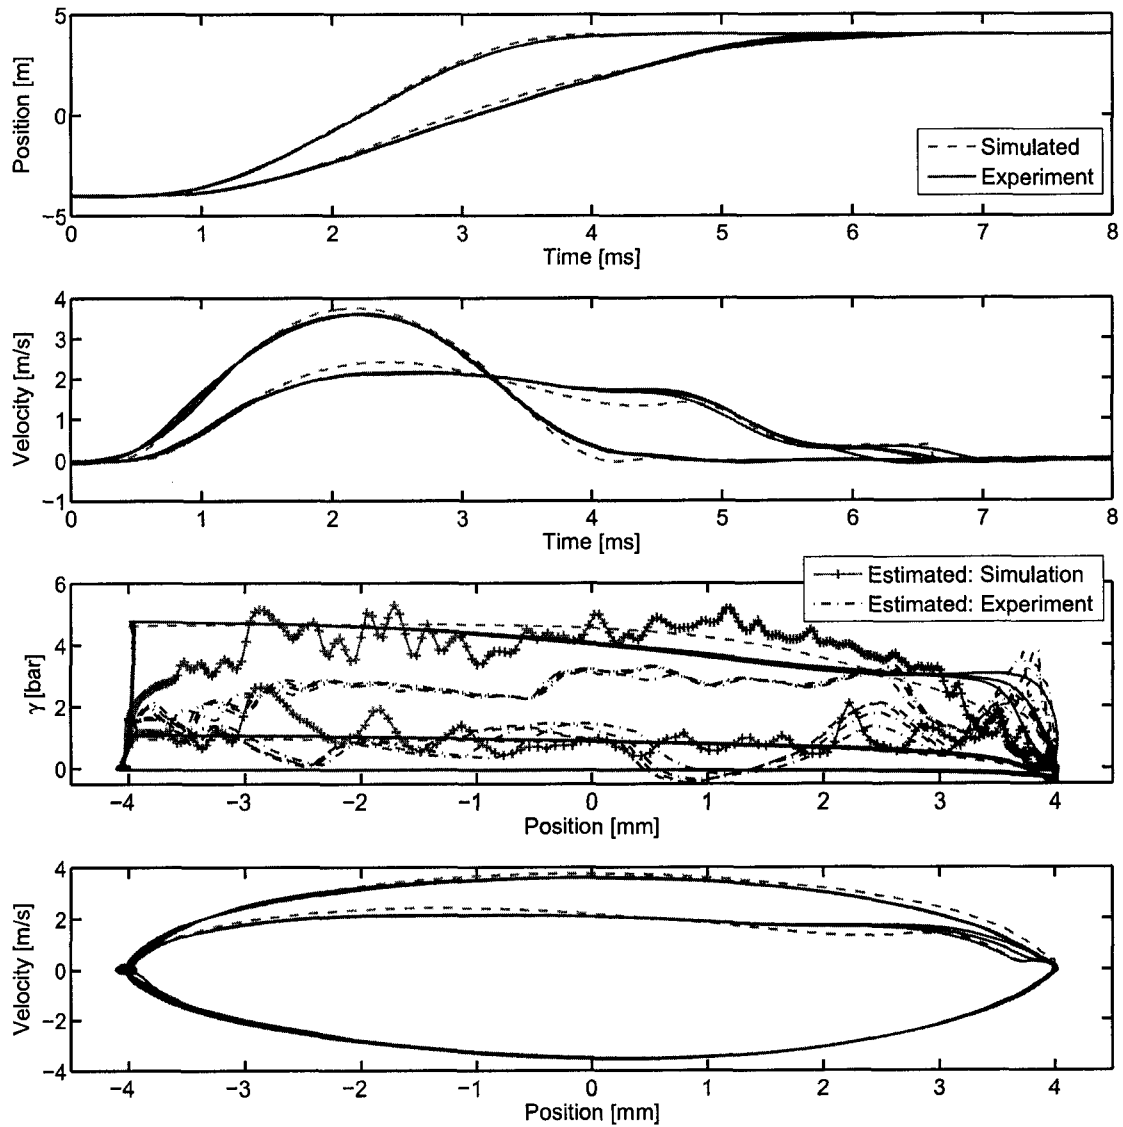 5
0
−5
Position [m]
Simulated
Experiment
0 1 2 3 4 5 6 7 8
Time [ms]
4
3
2
1
0
−1
Velocity [m/s]
0 1 2 3 4 5 6 7 8
Time [ms]
6
4
2
0
γ [bar]
Estimated: Simulation
Estimated: Experiment
−4 −3 −2 −1 0 1 2 3 4
Position [mm]
4
2
0
−2
−4
Velocity [m/s]
−4 −3 −2 −1 0 1 2 3 4
Position [mm]